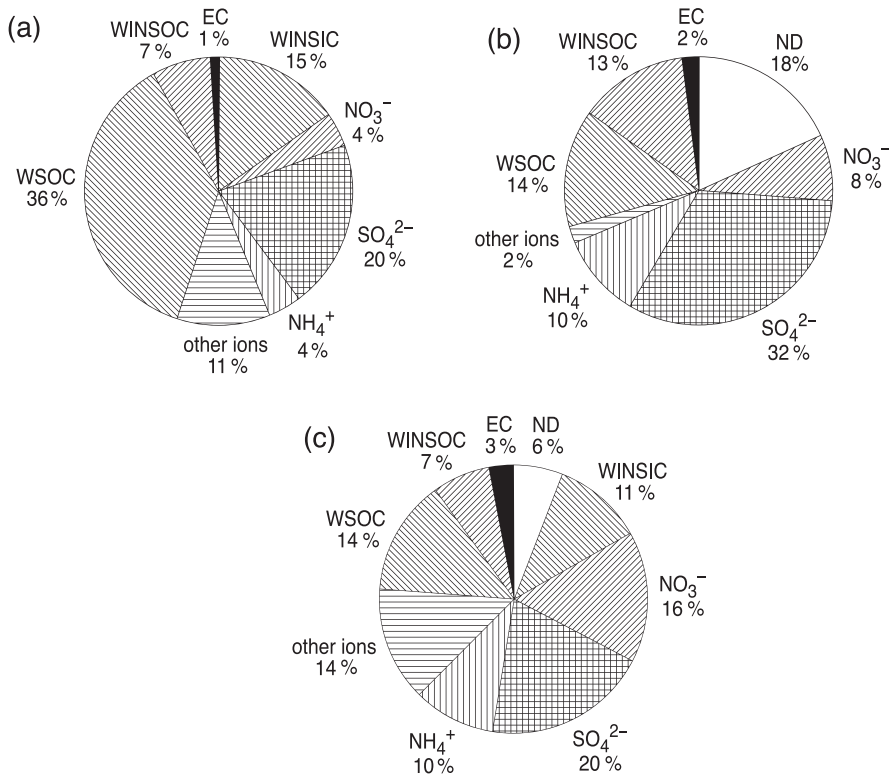 (a)
EC
1 %
WINSIC
15 %
NO₃⁻
4 %
SO₄²⁻
20 %
NH₄⁺
4 %
other ions
11 %
WSOC
36 %
WINSOC
7 %
(b)
EC
2 %
ND
18%
NO₃⁻
8 %
SO₄²⁻
32 %
NH₄⁺
10 %
other ions
2 %
WSOC
14 %
WINSOC
13 %
(c)
EC
3 %
ND
6 %
WINSIC
11 %
NO₃⁻
16 %
SO₄²⁻
20 %
NH₄⁺
10 %
other ions
14 %
WSOC
14 %
WINSOC
7 %